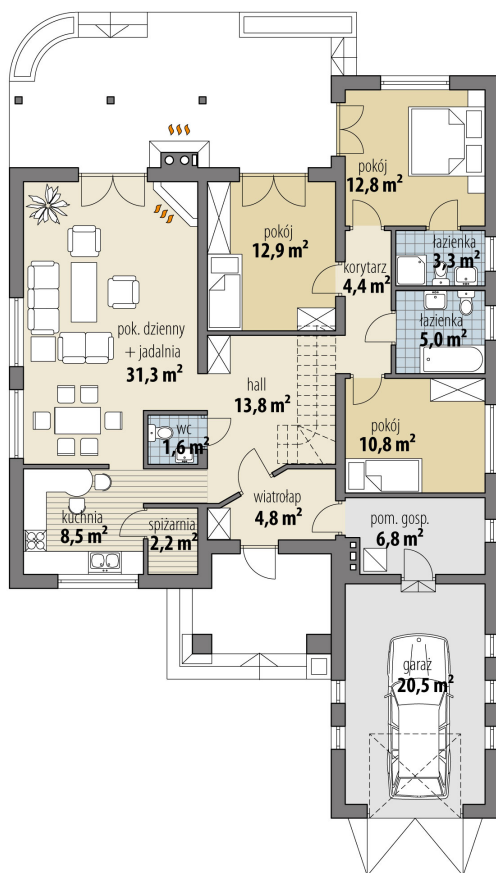 pokój
12,8 m²
pokój
12,9 m²
łazienka
3,3 m²
korytarz
4,4 m²
łazienka
5,0 m²
pok. dzienny
+ jadalnia
31,3 m²
hall
13,8 m²
pokój
10,8 m²
wc
1,6 m²
wiatrołap
4,8 m²
kuchnia
8,5 m²
spiżarnia
2,2 m²
pom. gosp.
6,8 m²
garaż
20,5 m²